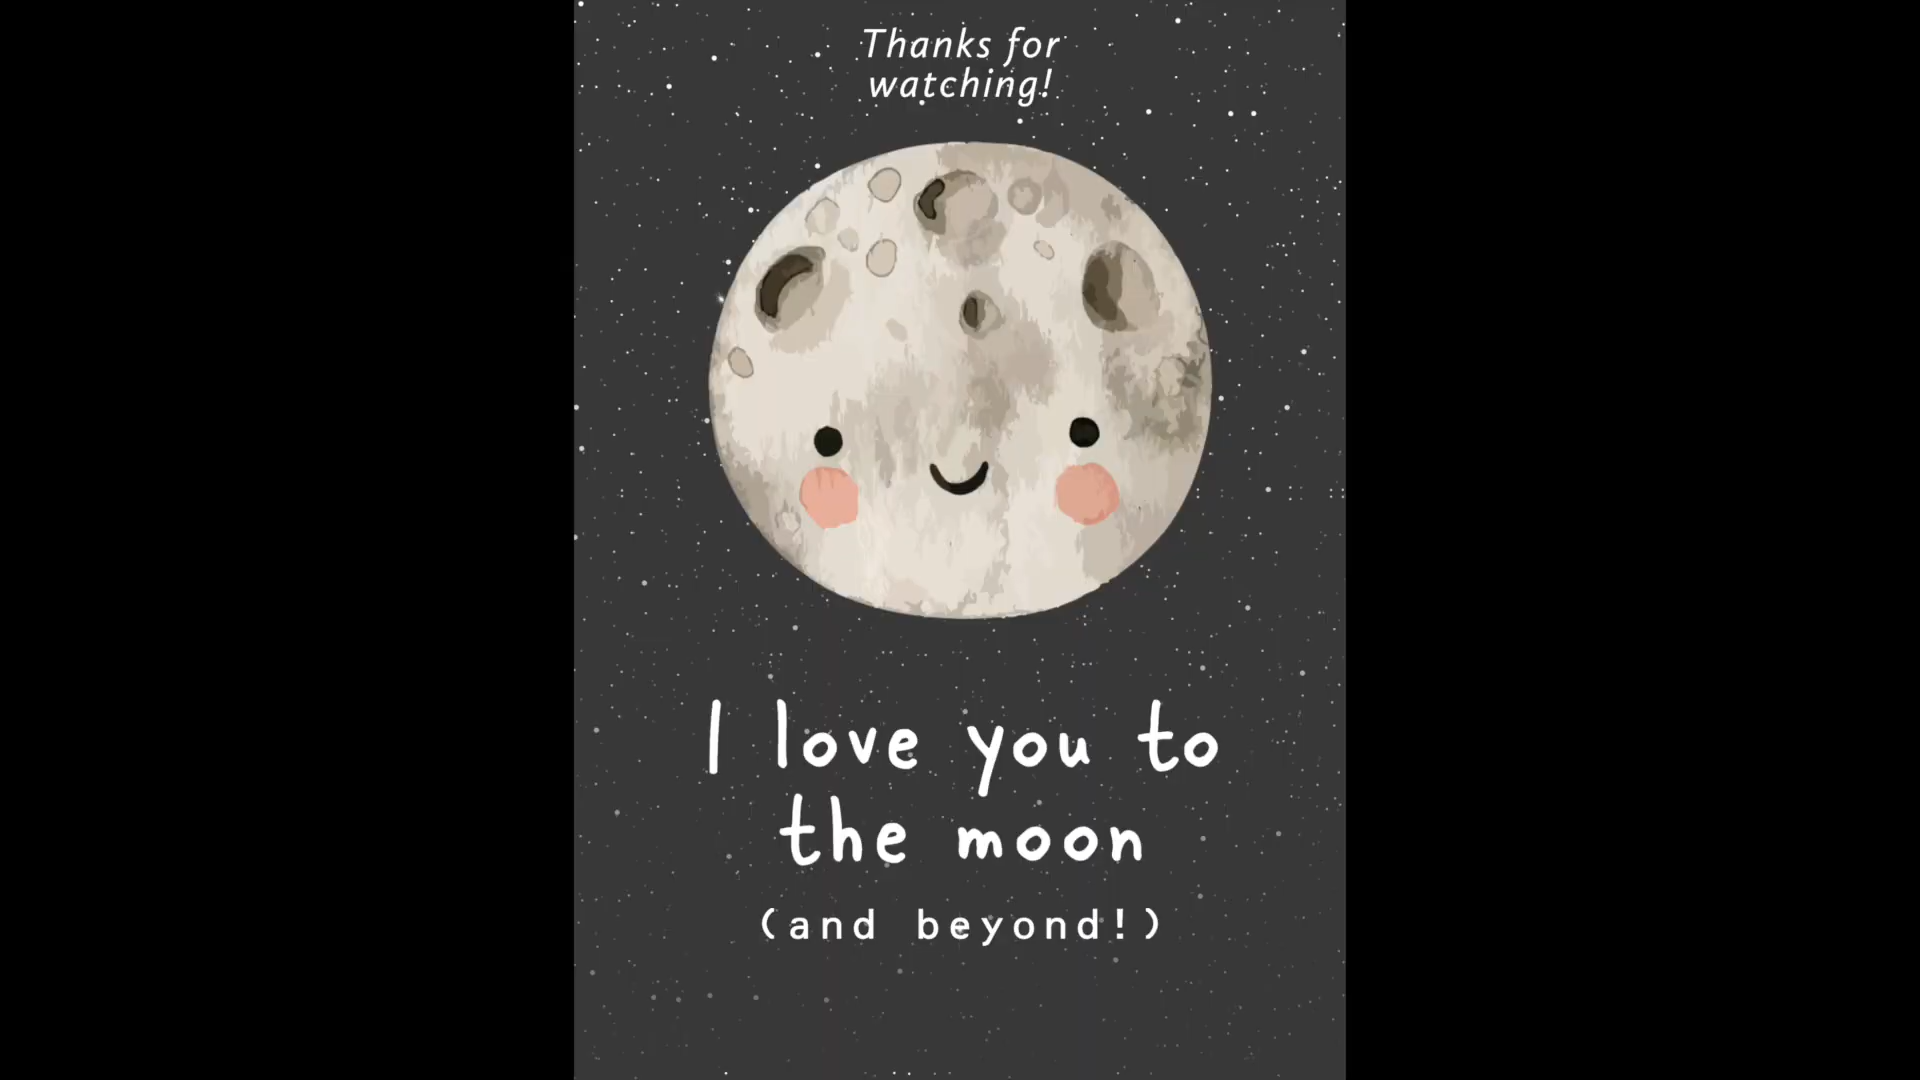 Thanks for
watching!
I love you to
the moon
(and beyond!)